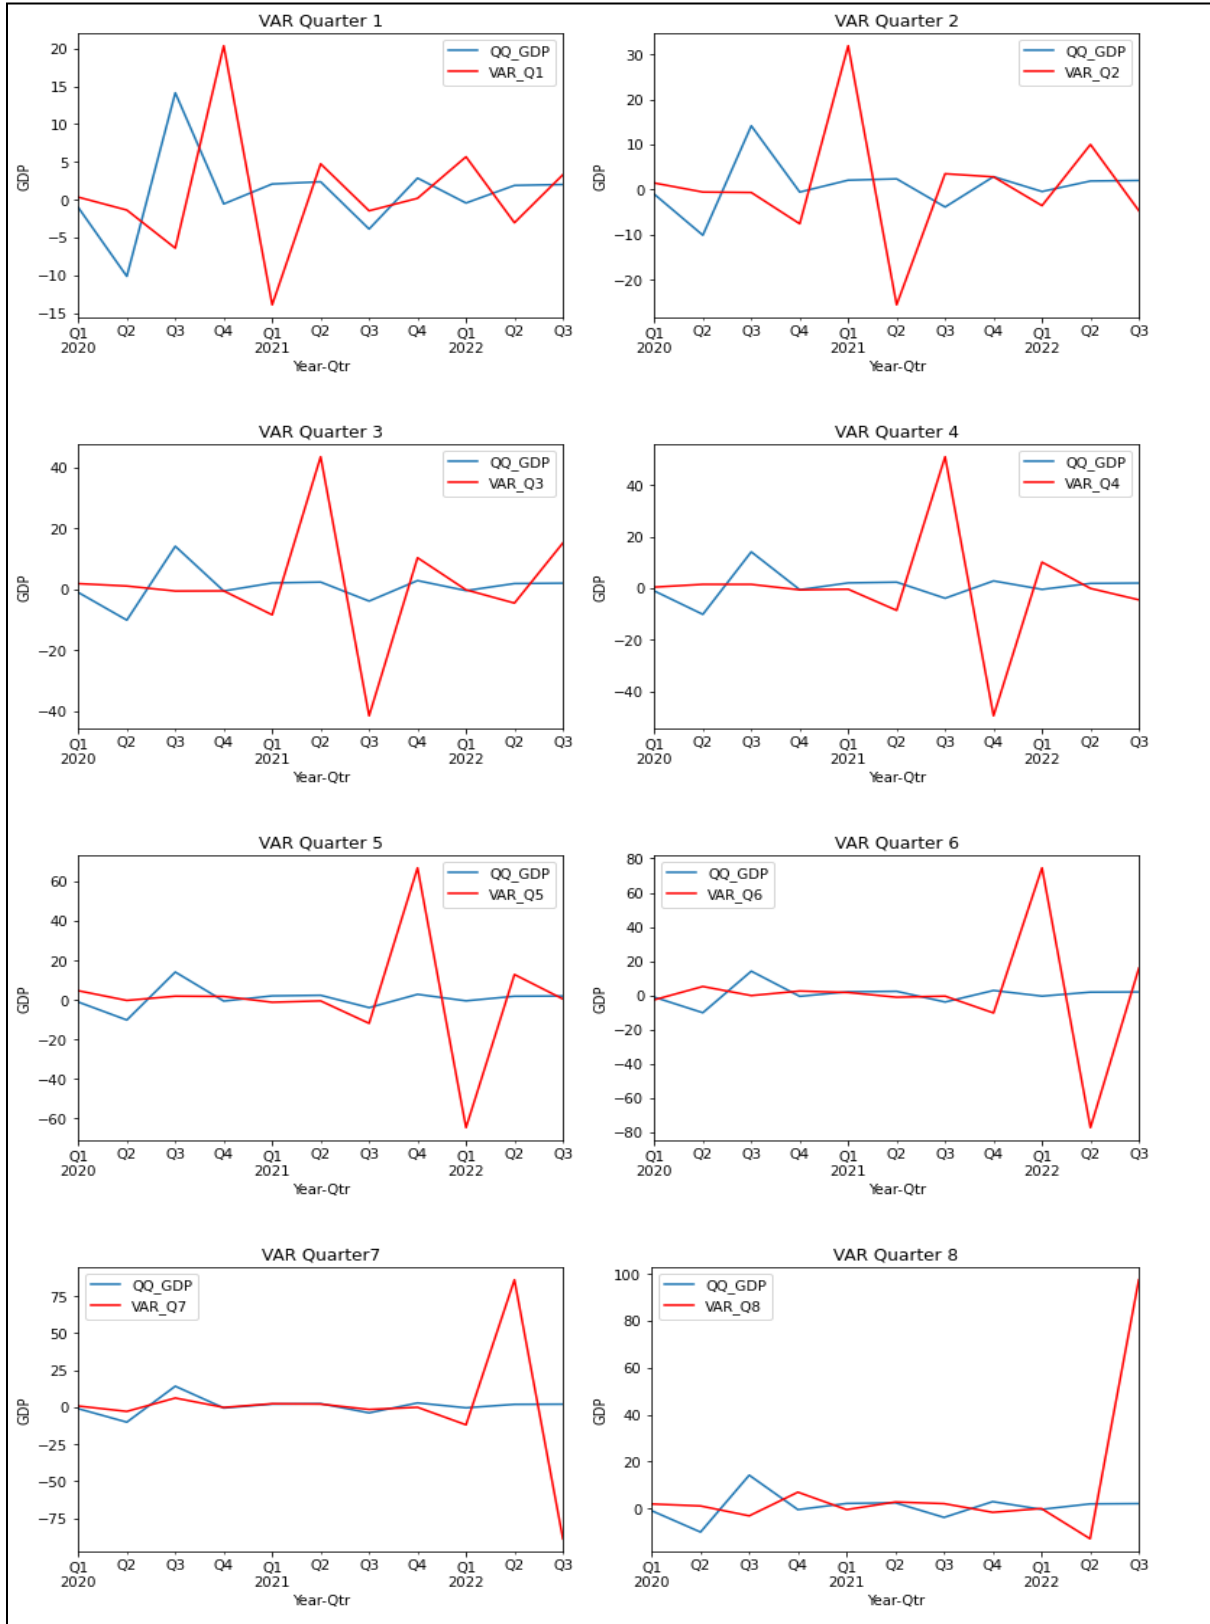 VAR Quarter 1
QQ_GDP
VAR_Q1
20
15
10
5
0
−5
−10
−15
GDP
Q1 Q2 Q3 Q4 Q1 Q2 Q3 Q4 Q1 Q2 Q3
2020 2021 2022
Year-Qtr
VAR Quarter 2
QQ_GDP
VAR_Q2
30
20
10
0
−10
−20
GDP
Q1 Q2 Q3 Q4 Q1 Q2 Q3 Q4 Q1 Q2 Q3
2020 2021 2022
Year-Qtr
VAR Quarter 3
QQ_GDP
VAR_Q3
40
20
0
−20
−40
GDP
Q1 Q2 Q3 Q4 Q1 Q2 Q3 Q4 Q1 Q2 Q3
2020 2021 2022
Year-Qtr
VAR Quarter 4
QQ_GDP
VAR_Q4
40
20
0
−20
−40
GDP
Q1 Q2 Q3 Q4 Q1 Q2 Q3 Q4 Q1 Q2 Q3
2020 2021 2022
Year-Qtr
VAR Quarter 5
QQ_GDP
VAR_Q5
60
40
20
0
−20
−40
−60
GDP
Q1 Q2 Q3 Q4 Q1 Q2 Q3 Q4 Q1 Q2 Q3
2020 2021 2022
Year-Qtr
VAR Quarter 6
QQ_GDP
VAR_Q6
80
60
40
20
0
−20
−40
−60
−80
GDP
Q1 Q2 Q3 Q4 Q1 Q2 Q3 Q4 Q1 Q2 Q3
2020 2021 2022
Year-Qtr
VAR Quarter7
QQ_GDP
VAR_Q7
75
50
25
0
−25
−50
−75
GDP
Q1 Q2 Q3 Q4 Q1 Q2 Q3 Q4 Q1 Q2 Q3
2020 2021 2022
Year-Qtr
VAR Quarter 8
QQ_GDP
VAR_Q8
100
80
60
40
20
0
GDP
Q1 Q2 Q3 Q4 Q1 Q2 Q3 Q4 Q1 Q2 Q3
2020 2021 2022
Year-Qtr